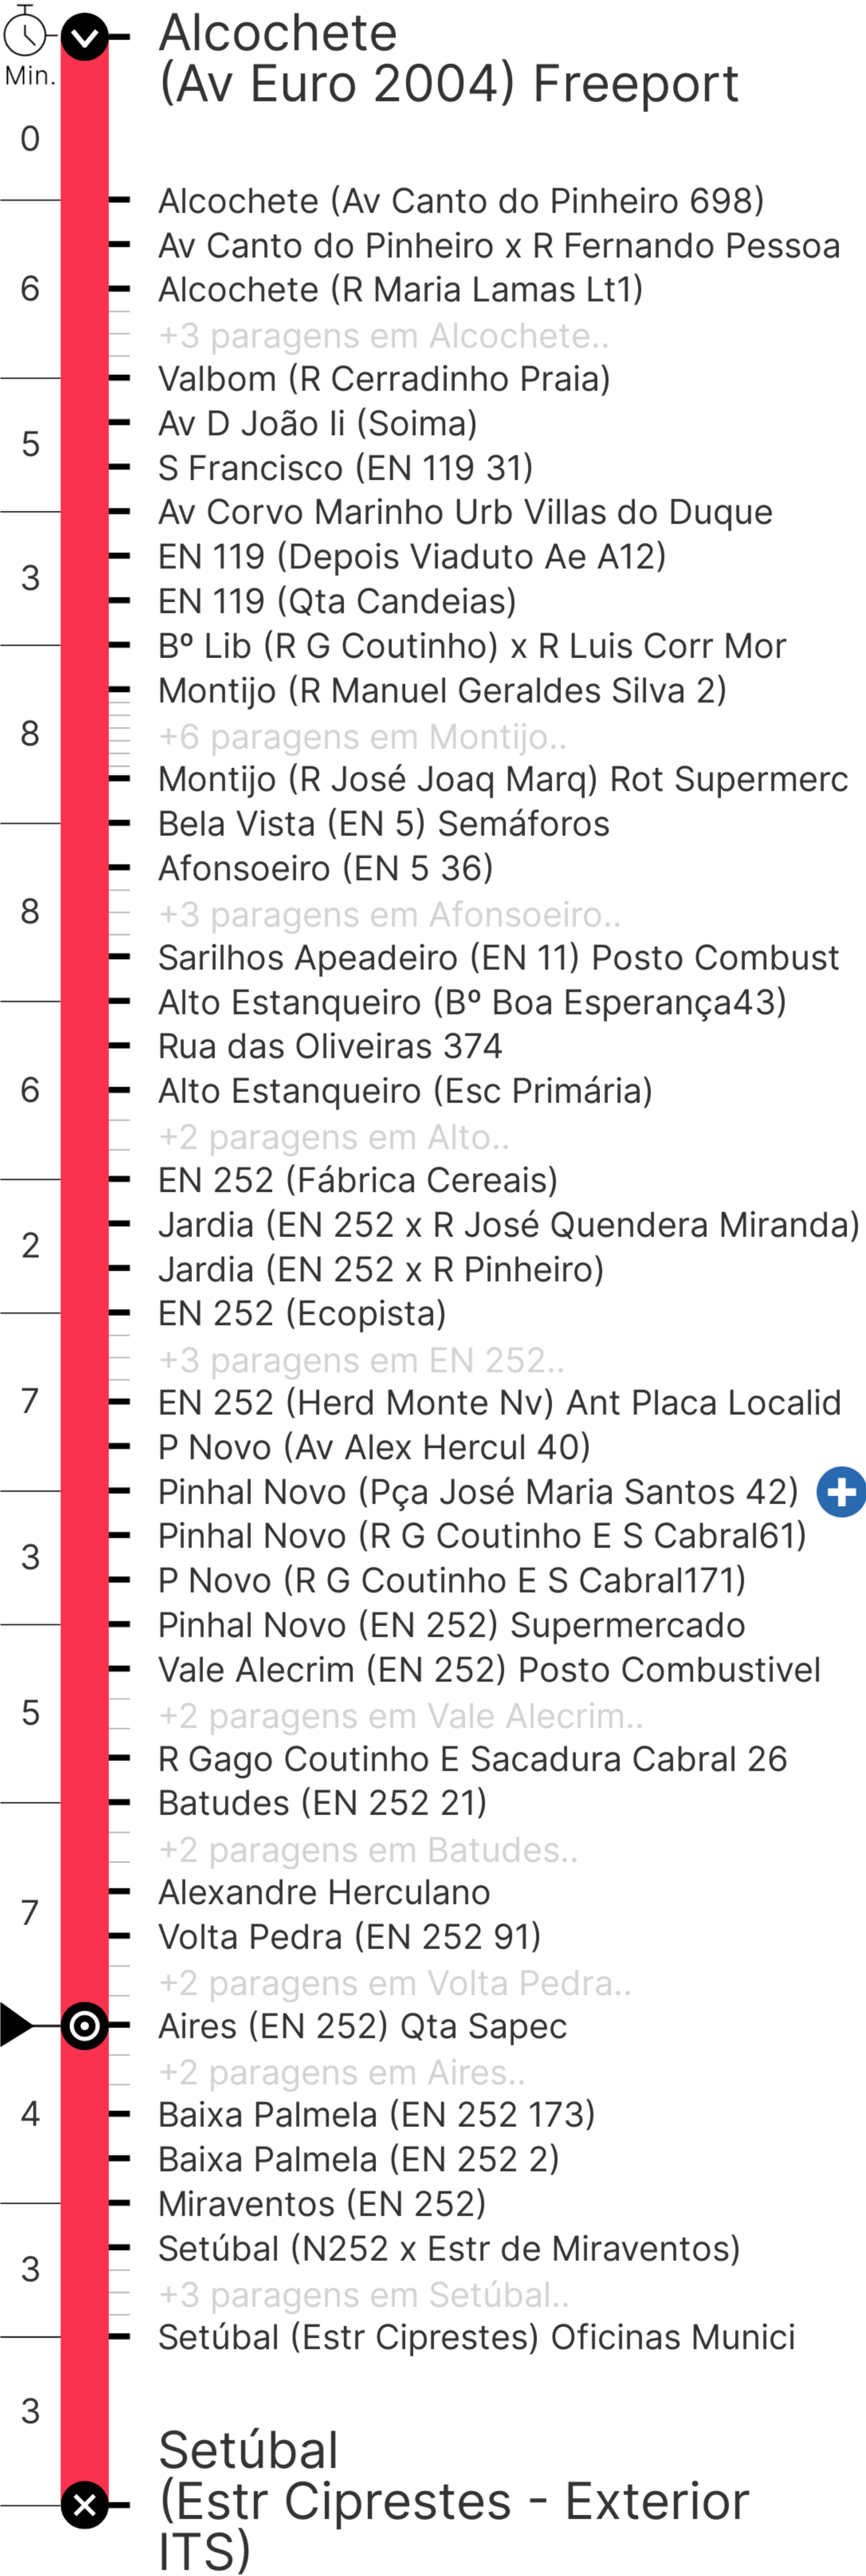 Alcochete
(Av Euro 2004) Freeport
Min.
0
Alcochete (Av Canto do Pinheiro 698)
Av Canto do Pinheiro x R Fernando Pessoa
6
Alcochete (R Maria Lamas Lt1)
+3 paragens em Alcochete..
Valbom (R Cerradinho Praia)
Av D João Ii (Soima)
5
S Francisco (EN 119 31)
Av Corvo Marinho Urb Villas do Duque
EN 119 (Depois Viaduto Ae A12)
3
EN 119 (Qta Candeias)
Bº Lib (R G Coutinho) x R Luis Corr Mor
Montijo (R Manuel Geraldes Silva 2)
8
+6 paragens em Montijo..
Montijo (R José Joaq Marq) Rot Supermerc
Bela Vista (EN 5) Semáforos
Afonsoeiro (EN 5 36)
8
+3 paragens em Afonsoeiro..
Sarilhos Apeadeiro (EN 11) Posto Combust
Alto Estanqueiro (Bº Boa Esperança43)
Rua das Oliveiras 374
6
Alto Estanqueiro (Esc Primária)
+2 paragens em Alto..
EN 252 (Fábrica Cereais)
Jardia (EN 252 x R José Quendera Miranda)
2
Jardia (EN 252 x R Pinheiro)
EN 252 (Ecopista)
+3 paragens em EN 252..
7
EN 252 (Herd Monte Nv) Ant Placa Localid
P Novo (Av Alex Hercul 40)
Pinhal Novo (Pça José Maria Santos 42)
Pinhal Novo (R G Coutinho E S Cabral61)
3
P Novo (R G Coutinho E S Cabral171)
Pinhal Novo (EN 252) Supermercado
Vale Alecrim (EN 252) Posto Combustivel
5
+2 paragens em Vale Alecrim..
R Gago Coutinho E Sacadura Cabral 26
Batudes (EN 252 21)
+2 paragens em Batudes..
Alexandre Herculano
7
Volta Pedra (EN 252 91)
+2 paragens em Volta Pedra..
Aires (EN 252) Qta Sapec
+2 paragens em Aires..
4
Baixa Palmela (EN 252 173)
Baixa Palmela (EN 252 2)
Miraventos (EN 252)
Setúbal (N252 x Estr de Miraventos)
3
+3 paragens em Setúbal..
Setúbal (Estr Ciprestes) Oficinas Munici
3
Setúbal
(Estr Ciprestes - Exterior
ITS)